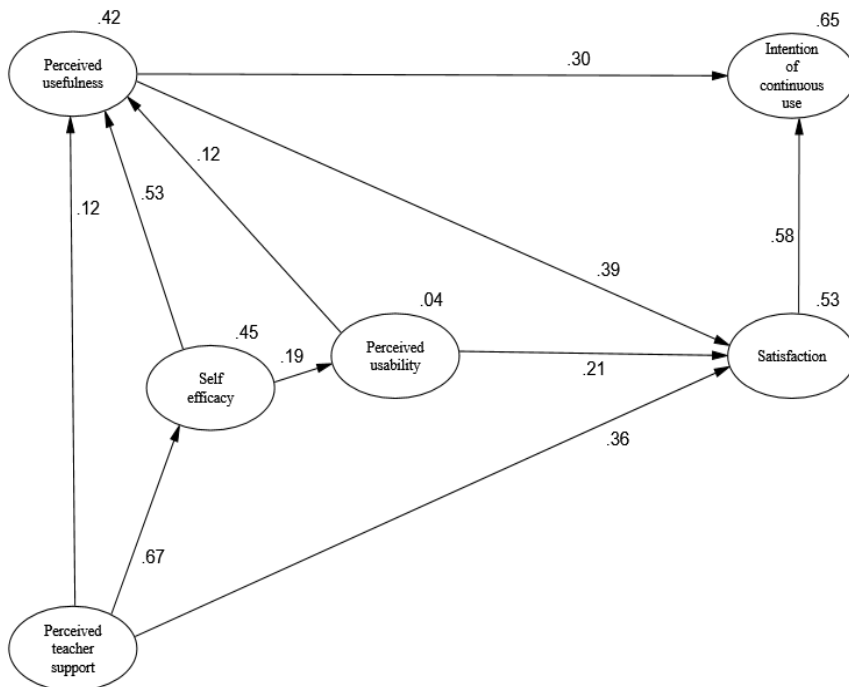 .42
Perceived
usefulness
.65
Intention
of
continuous
use
.30
.12
.53
.12
.39
.58
.04
Perceived
usability
.53
Satisfaction
.45
Self
efficacy
.19
.21
.36
.67
Perceived
teacher
support